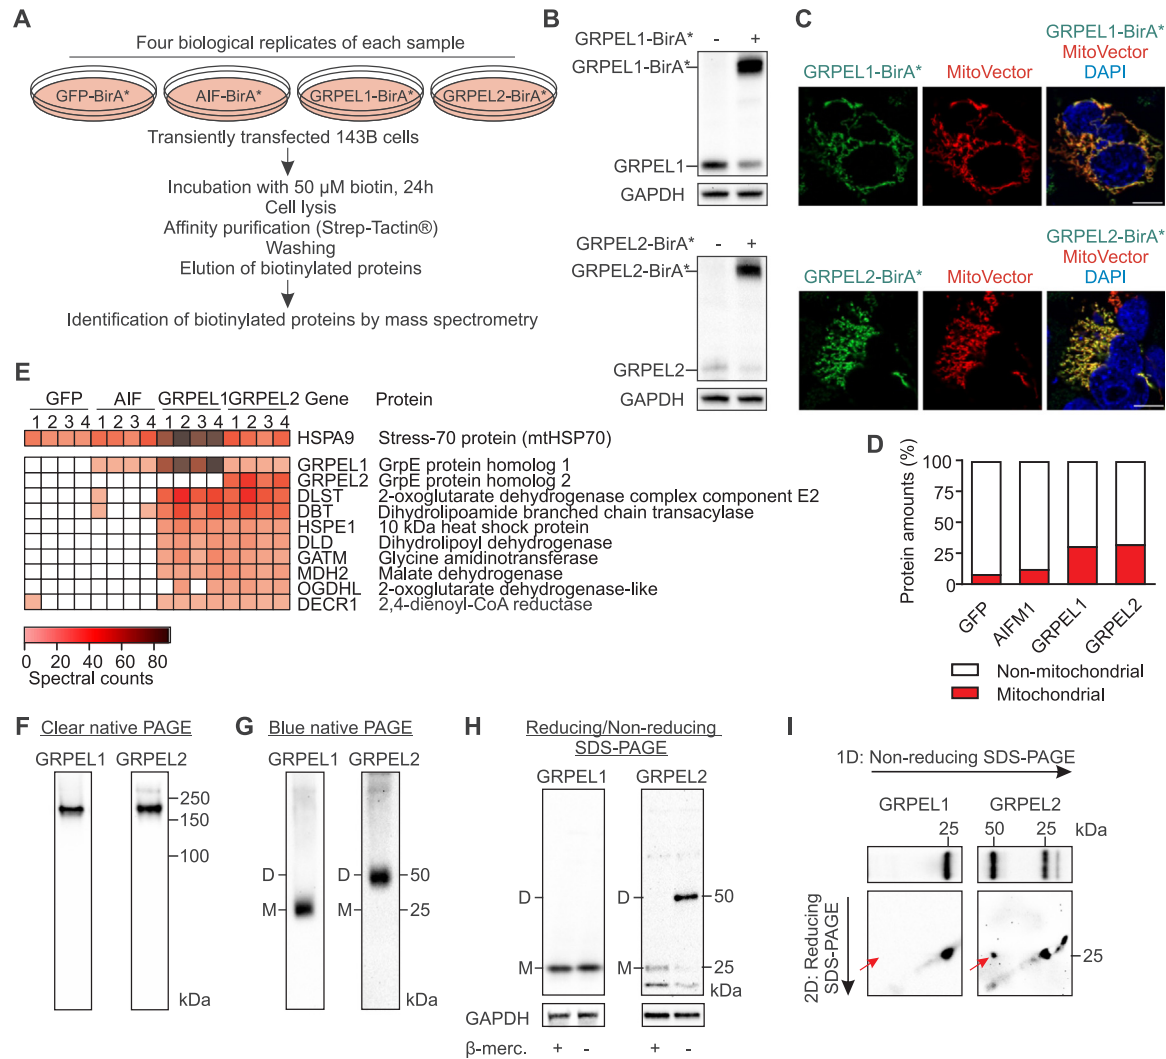 A
Four biological replicates of each sample
GFP-BirA*
AIF-BirA*
GRPEL1-BirA*
GRPEL2-BirA*
Transiently transfected 143B cells
Incubation with 50 µM biotin, 24h
Cell lysis
Affinity purification (Strep-Tactin®)
Washing
Elution of biotinylated proteins
Identification of biotinylated proteins by mass spectrometry
B
GRPEL1-BirA* - +
GRPEL1-BirA*
GRPEL1
GAPDH
GRPEL2-BirA* - +
GRPEL2-BirA*
GRPEL2
GAPDH
C
GRPEL1-BirA*
MitoVector
GRPEL1-BirA*
MitoVector
DAPI
GRPEL2-BirA*
MitoVector
GRPEL2-BirA*
MitoVector
DAPI
D
Protein amounts (%)
100
75
50
25
0
GFP
AIFM1
GRPEL1
GRPEL2
Non-mitochondrial
Mitochondrial
E
GFP AIF GRPEL1 GRPEL2 Gene Protein
1 2 3 4 1 2 3 4 1 2 3 4 1 2 3 4
HSPA9 Stress-70 protein (mtHSP70)
GRPEL1 GrpE protein homolog 1
GRPEL2 GrpE protein homolog 2
DLST 2-oxoglutarate dehydrogenase complex component E2
DBT Dihydrolipoamide branched chain transacylase
HSPE1 10 kDa heat shock protein
DLD Dihydrolipoyl dehydrogenase
GATM Glycine amidinotransferase
MDH2 Malate dehydrogenase
OGDHL 2-oxoglutarate dehydrogenase-like
DECR1 2,4-dienoyl-CoA reductase
0 20 40 60 80
Spectral counts
F
Clear native PAGE
GRPEL1 GRPEL2
250
150
100
kDa
G
Blue native PAGE
GRPEL1 GRPEL2
D D 50
M M 25
kDa
H
Reducing/Non-reducing
SDS-PAGE
GRPEL1 GRPEL2
D D 50
M M 25
kDa
GAPDH
β-merc. + - + -
I
1D: Non-reducing SDS-PAGE
GRPEL1 GRPEL2
25 50 25 kDa
2D: Reducing
SDS-PAGE
25